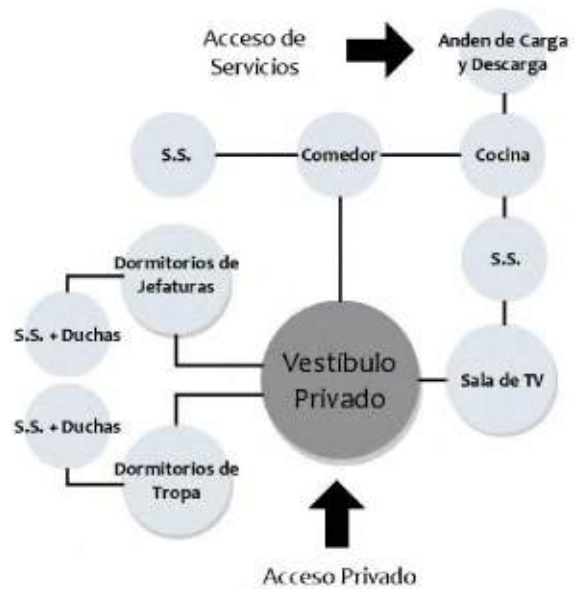 Acceso de
Servicios
Anden de Carga
y Descarga
S.S.
Comedor
Cocina
S.S.
Dormitorios de
Jefaturas
S.S. + Duchas
Vestíbulo
Privado
Sala de TV
S.S. + Duchas
Dormitorios de
Tropa
Acceso Privado